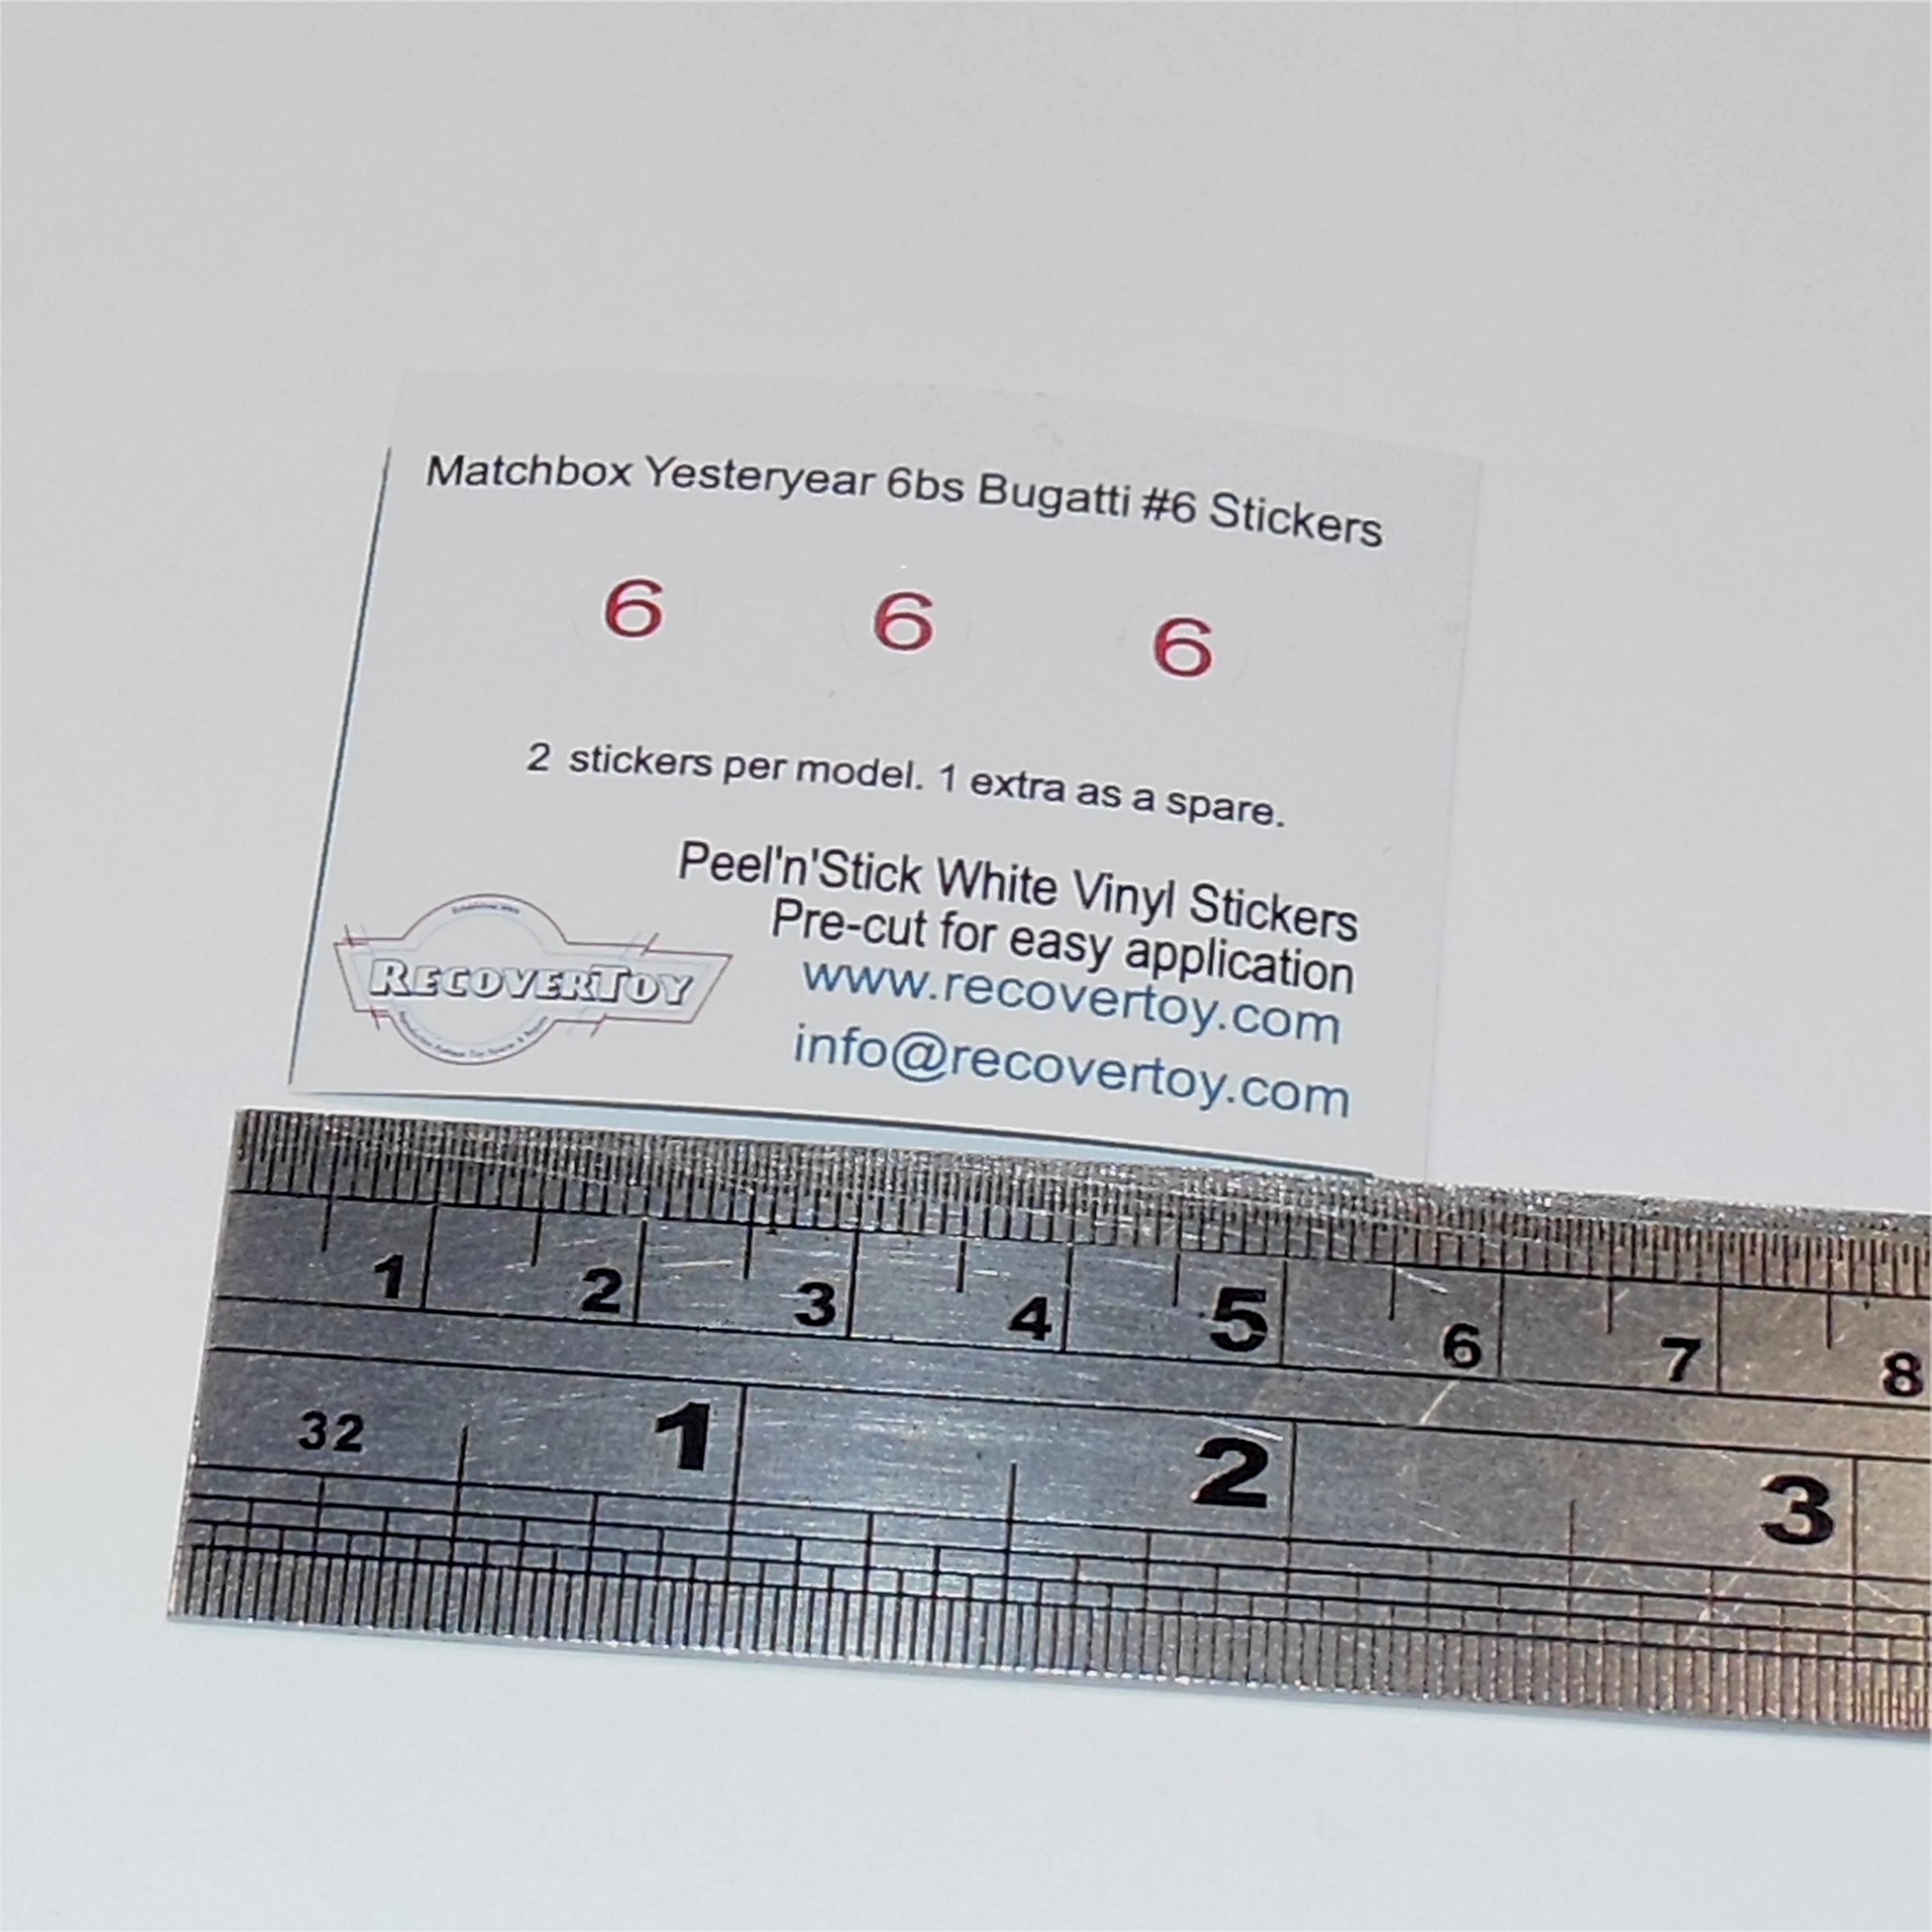 Matchbox Yesteryear 6bs Bugatti #6 Stickers
6 6 6
2 stickers per model. 1 extra as a spare.
Peel'n'Stick White Vinyl Stickers
Pre-cut for easy application
www.recovertoy.com
info@recovertoy.com
RECOVERTOY
1 2 3 4 5 6 7 8
32 1 2 3